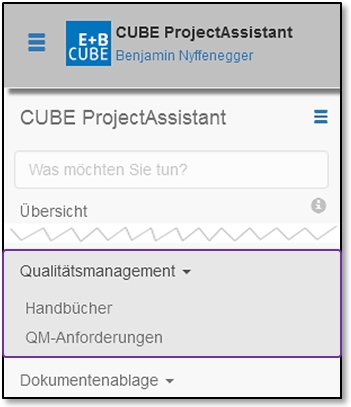 E+B
CUBE
CUBE ProjectAssistant
Benjamin Nyffenegger
CUBE ProjectAssistant
Was möchten Sie tun?
Übersicht
Qualitätsmanagement
Handbücher
QM-Anforderungen
Dokumentenablage